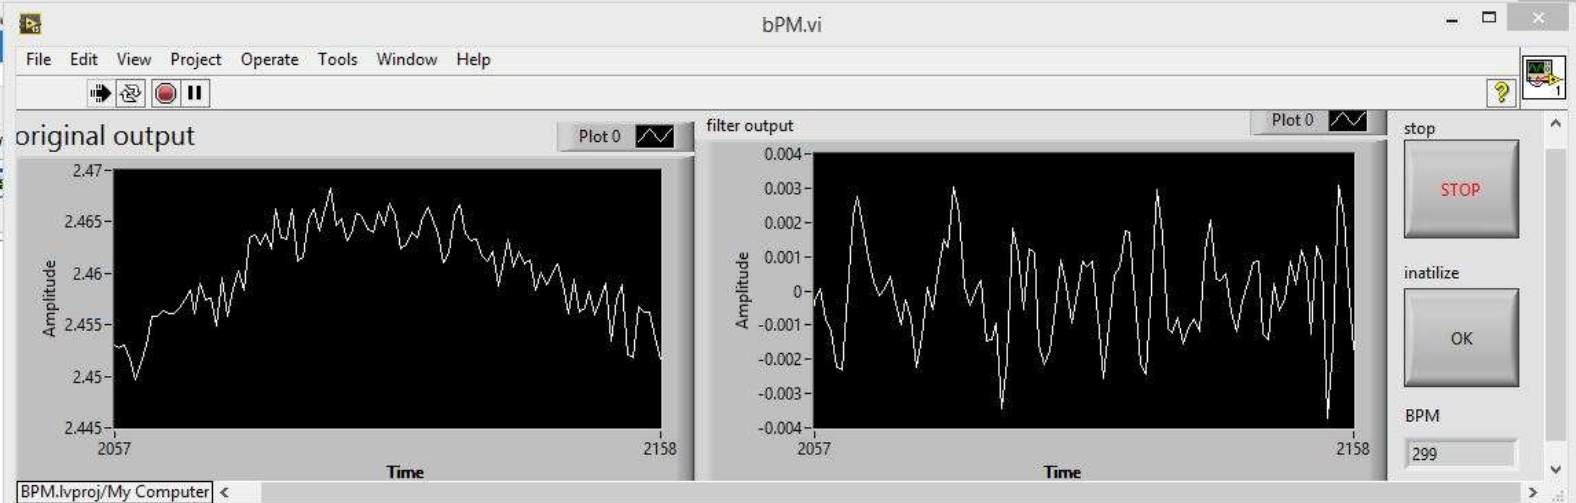 bPM.vi
File Edit View Project Operate Tools Window Help
original output
Plot 0
2.47
2.465
2.46
2.455
2.45
2.445
Amplitude
2057
2158
Time
filter output
Plot 0
0.004
0.003
0.002
0.001
0
-0.001
-0.002
-0.003
-0.004
Amplitude
2057
2158
Time
stop
STOP
inatilize
OK
BPM
299
BPM.lvproj/My Computer